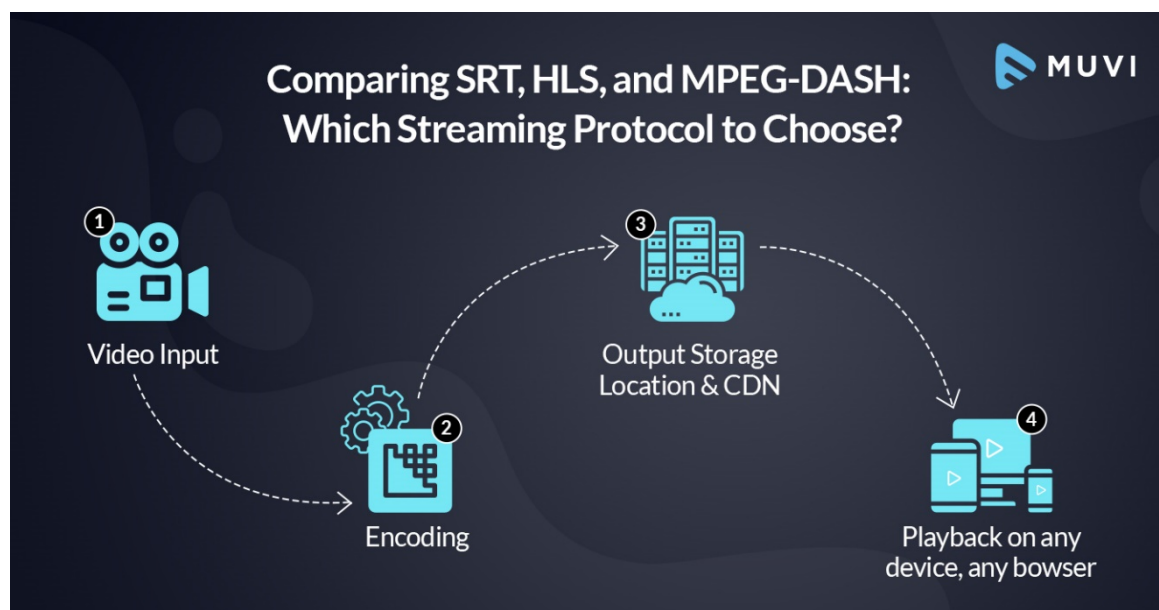 Comparing SRT, HLS, and MPEG-DASH:
Which Streaming Protocol to Choose?
MUVI
1
Video Input
2
Encoding
3
Output Storage
Location & CDN
4
Playback on any
device, any bowser